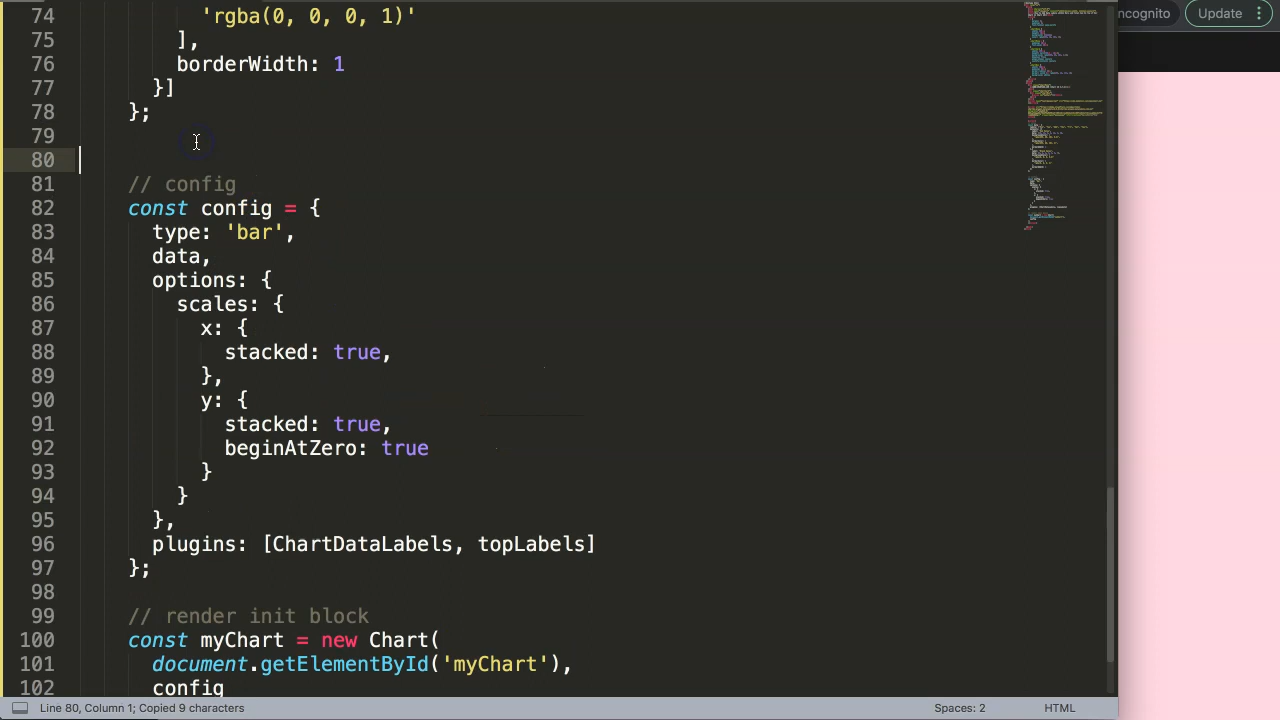 74 'rgba(0, 0, 0, 1)'
75 ],
76 borderWidth: 1
77 }]
78 };
79
80
81 // config
82 const config = {
83 type: 'bar',
84 data,
85 options: {
86 scales: {
87 x: {
88 stacked: true,
89 },
90 y: {
91 stacked: true,
92 beginAtZero: true
93 }
94 }
95 },
96 plugins: [ChartDataLabels, topLabels]
97 };
98
99 // render init block
100 const myChart = new Chart(
101 document.getElementById('myChart'),
102 config
Line 80, Column 1; Copied 9 characters
Spaces: 2
HTML
Update